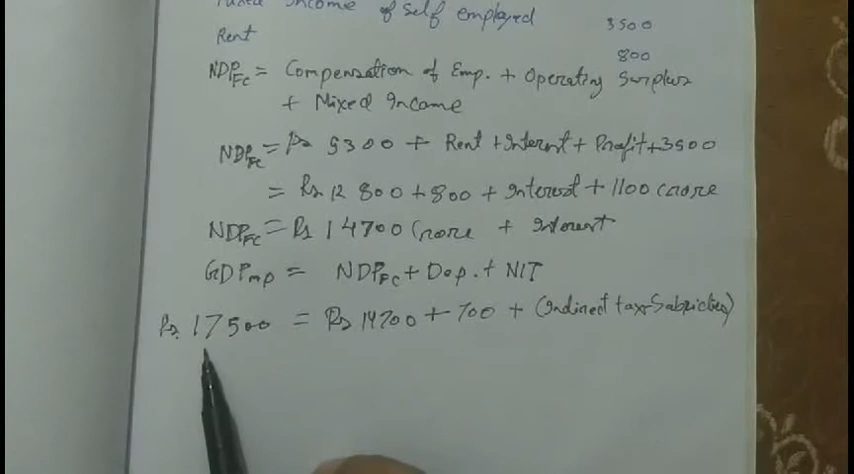 Income of self employed 3500
Rent 800
NDPFC = Compensation of Emp. + Operating Surplus
+ Mixed Income
NDPFC = Rs 9300 + Rent + Interest + Profit + 3500
= Rs 12 800 + 800 + Interest + 1100 crore
NDPFC = Rs 14700 Crore + Interest
GDPmp = NDPFC + Dep. + NIT
Rs. 17500 = Rs 14700 + 700 + (Indirect tax-Subsidies)